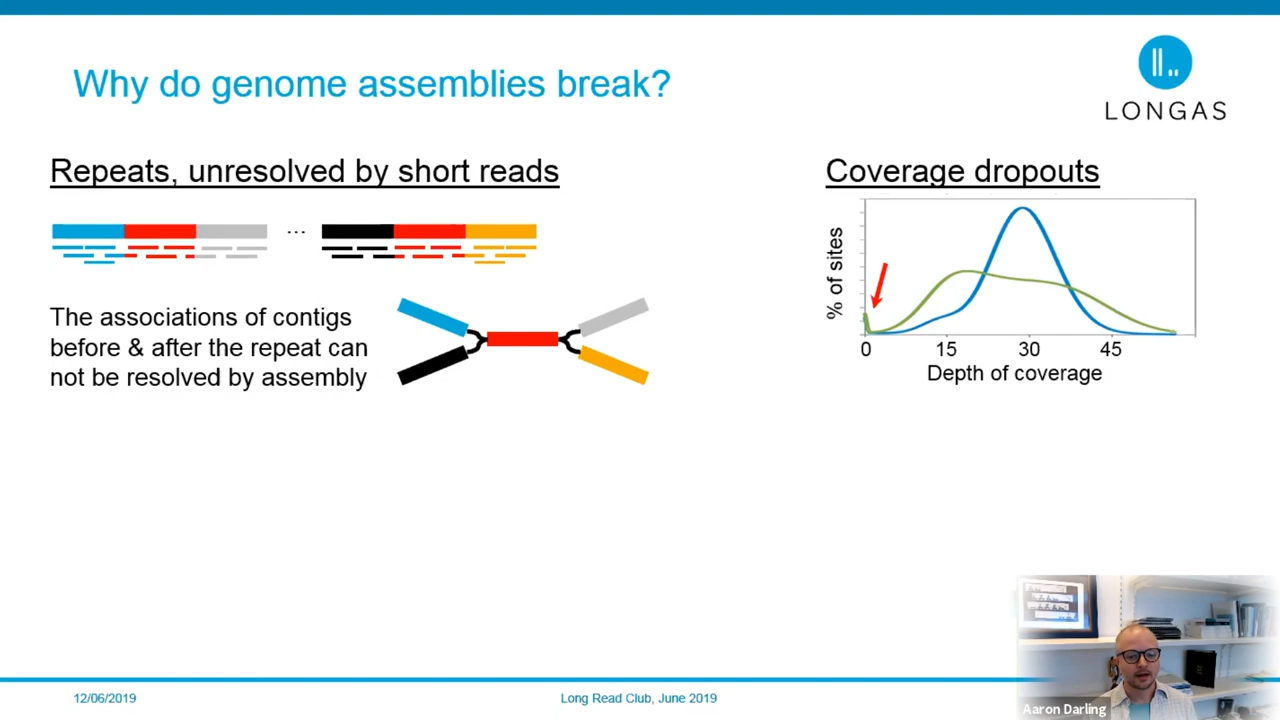 Why do genome assemblies break?
LONGAS
Repeats, unresolved by short reads
...
The associations of contigs
before & after the repeat can
not be resolved by assembly
Coverage dropouts
% of sites
0 15 30 45
Depth of coverage
12/06/2019
Long Read Club, June 2019
Aaron Darling